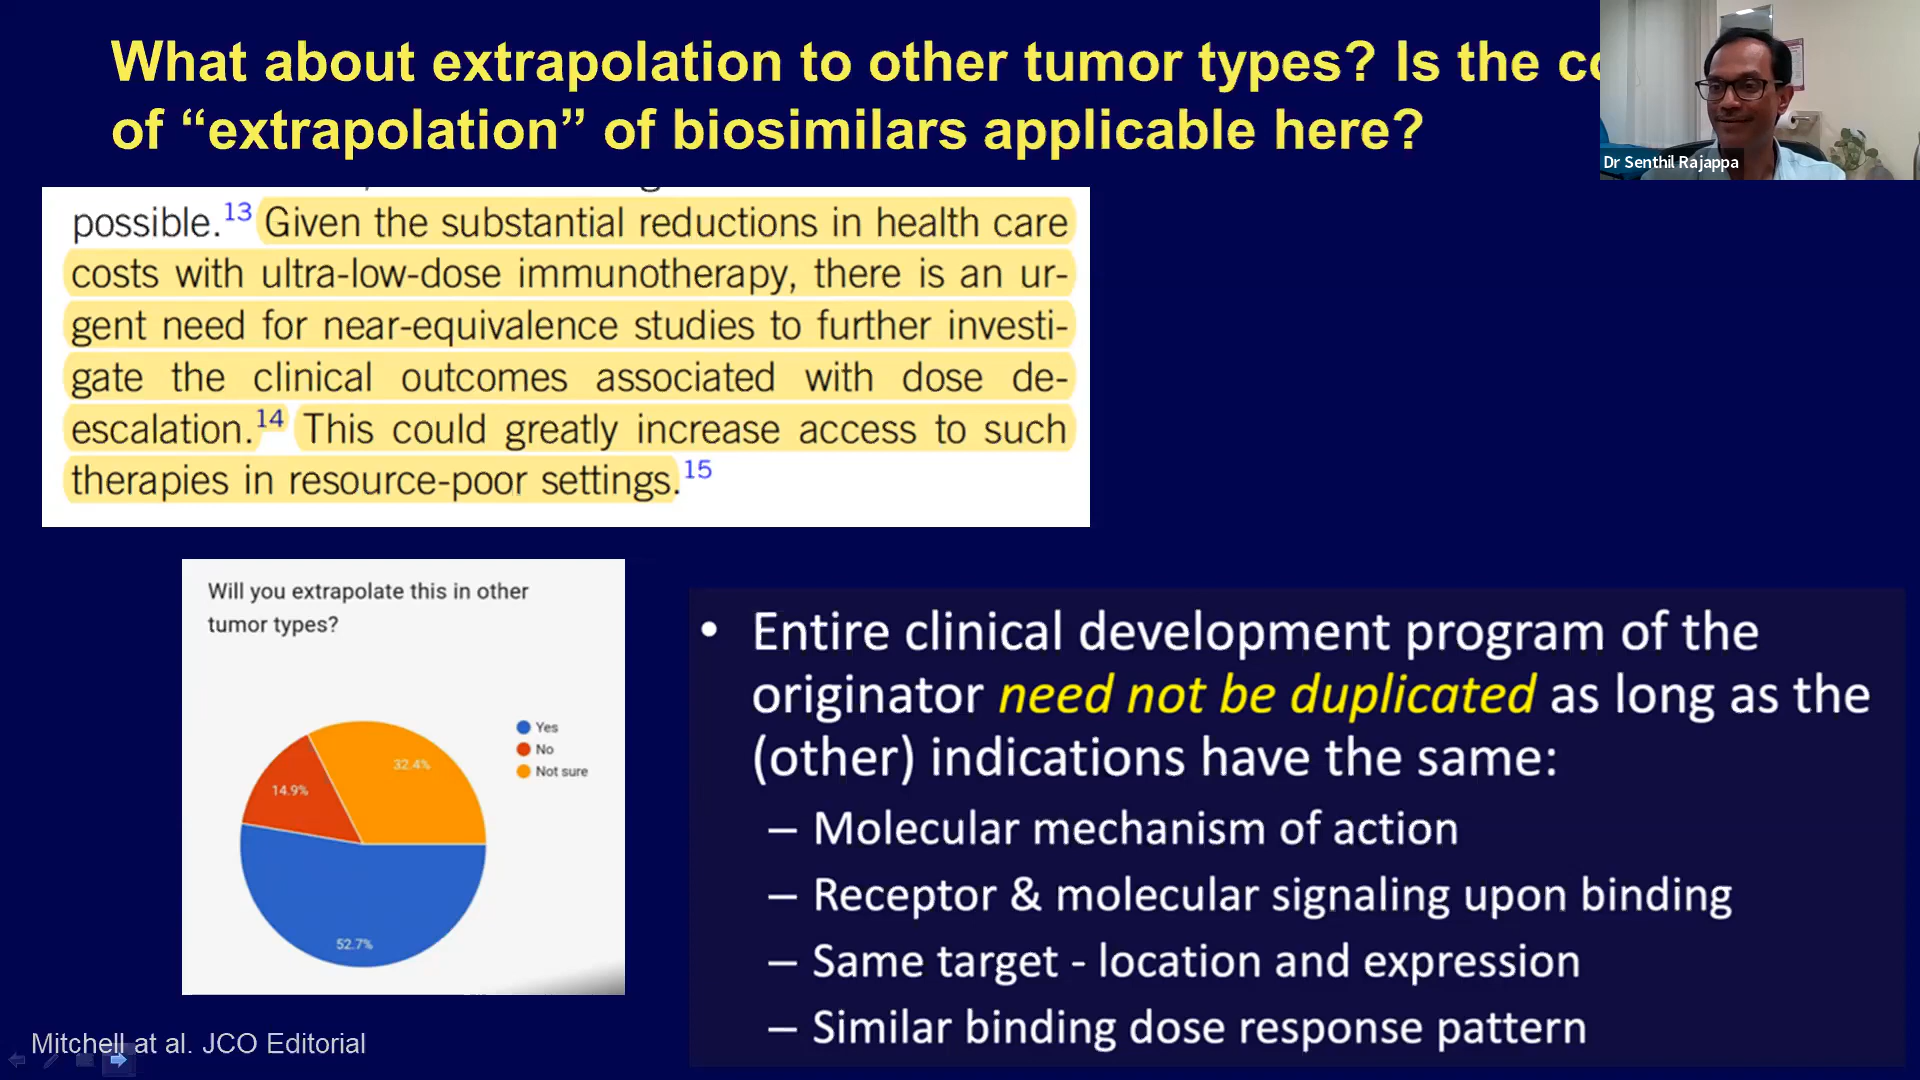 What about extrapolation to other tumor types? Is the
of “extrapolation” of biosimilars applicable here?
Dr Senthil Rajappa
possible.13 Given the substantial reductions in health care
costs with ultra-low-dose immunotherapy, there is an ur-
gent need for near-equivalence studies to further investi-
gate the clinical outcomes associated with dose de-
escalation.14 This could greatly increase access to such
therapies in resource-poor settings.15
Will you extrapolate this in other
tumor types?
Yes
No
Not sure
32.4%
14.9%
52.7%
• Entire clinical development program of the
originator need not be duplicated as long as the
(other) indications have the same:
– Molecular mechanism of action
– Receptor & molecular signaling upon binding
– Same target - location and expression
– Similar binding dose response pattern
Mitchell at al. JCO Editorial